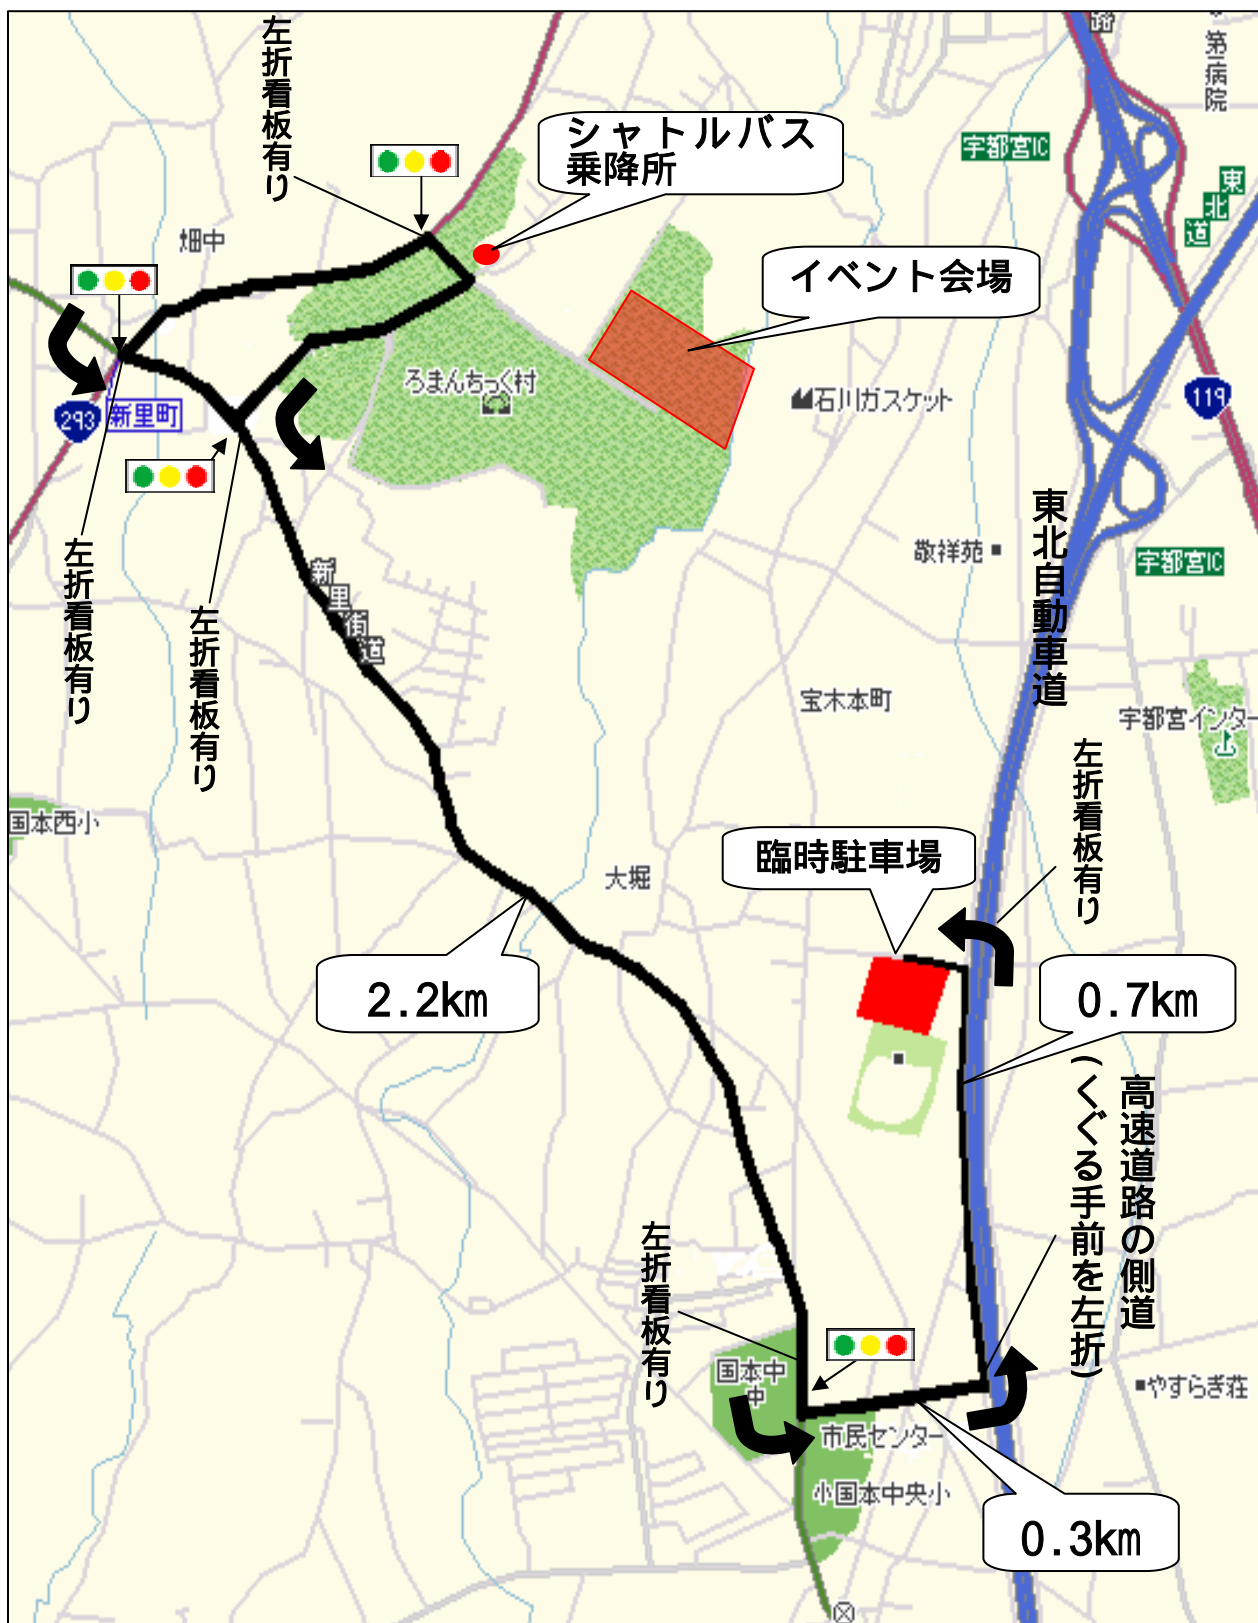 左折看板有り
シャトルバス
乗降所
路
第
病
院
宇都宮IC
東
北
道
畑中
イベント会場
ろまんちっく村
石川ガスケット
119
293
新里町
東北自動車道
敬祥苑
宇都宮IC
左折看板有り
左折看板有り
新
里
街
道
宝木本町
宇都宮インター
左折看板有り
国本西小
臨時駐車場
大堀
2.2km
0.7km
高速道路の側道
(くぐる手前を左折)
左折看板有り
国本中
中
やすらぎ荘
市民センター
小国本中央小
0.3km